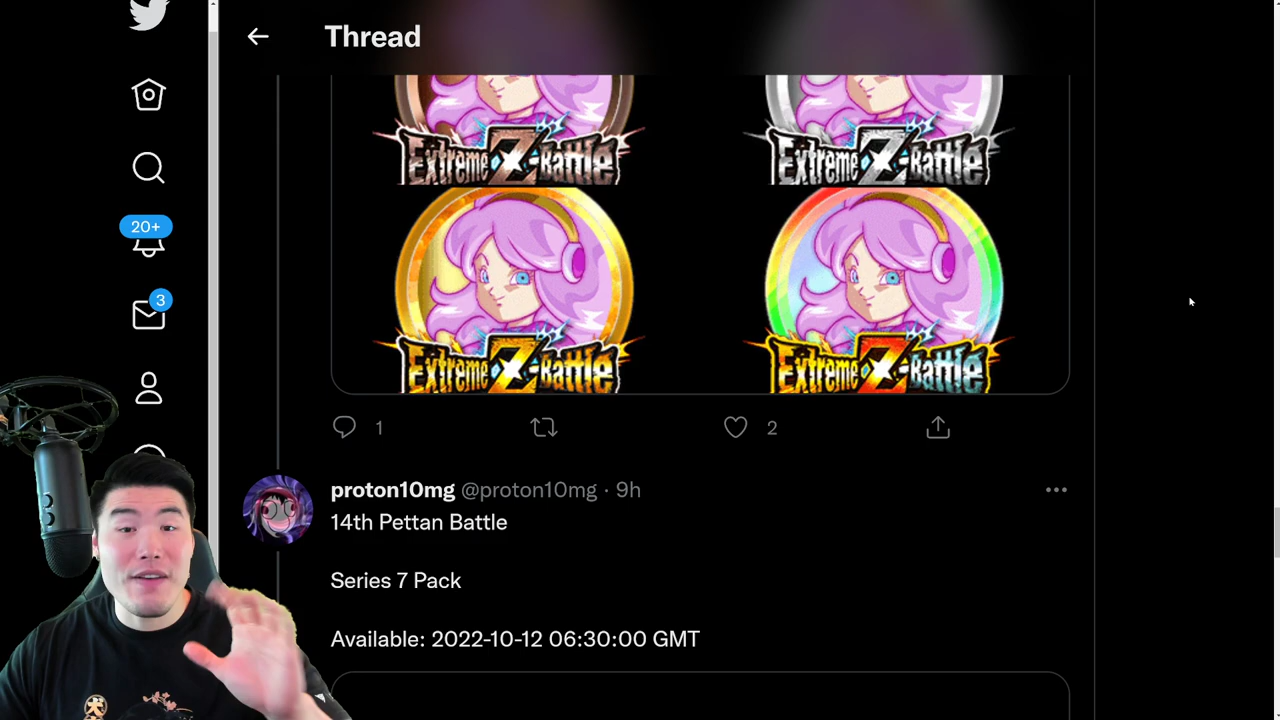 Thread
Extreme Z-Battle
Extreme Z-Battle
20+
3
Extreme Z-Battle
Extreme Z-Battle
1
2
proton10mg @proton10mg · 9h
14th Pettan Battle
Series 7 Pack
Available: 2022-10-12 06:30:00 GMT